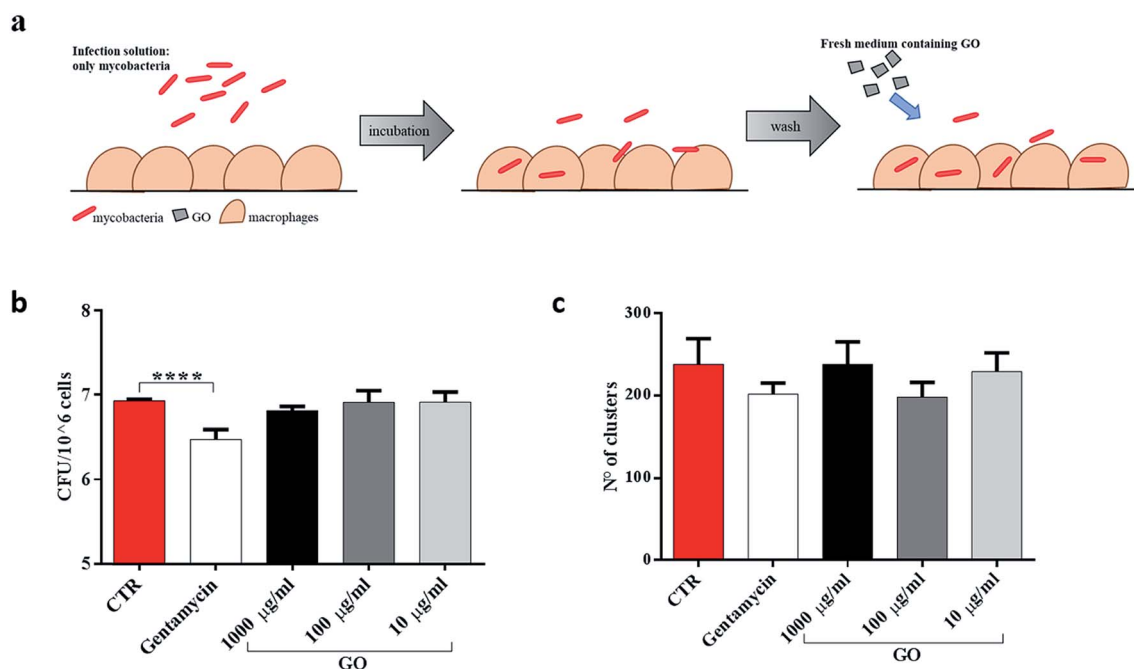 a
Infection solution:
only mycobacteria
Fresh medium containing GO
incubation
wash
mycobacteria
GO
macrophages
b
CFU/10^6 cells
8
7
6
5
****
CTR
Gentamycin
1000 µg/ml
100 µg/ml
10 µg/ml
GO
c
N° of clusters
300
200
100
0
CTR
Gentamycin
1000 µg/ml
100 µg/ml
10 µg/ml
GO